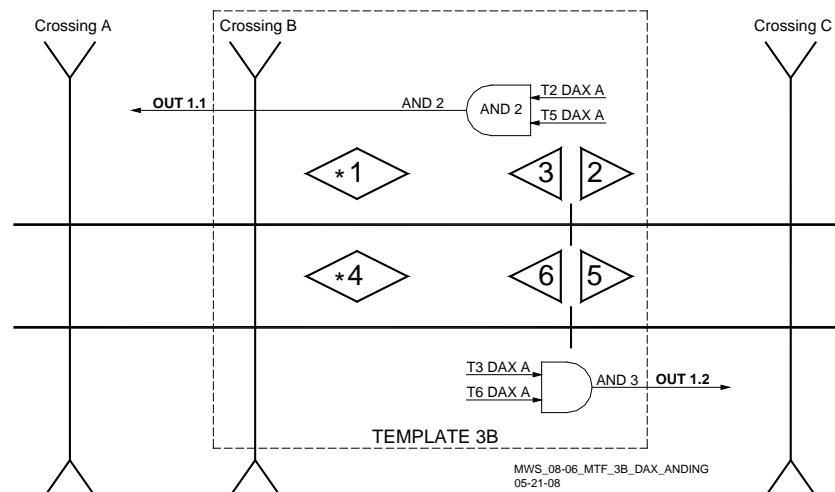 Crossing A
Crossing B
Crossing C
OUT 1.1
AND 2
AND 2
T2 DAX A
T5 DAX A
*1
3
2
*4
6
5
T3 DAX A
T6 DAX A
AND 3
OUT 1.2
TEMPLATE 3B
MWS_08-06_MTF_3B_DAX_ANDING
05-21-08